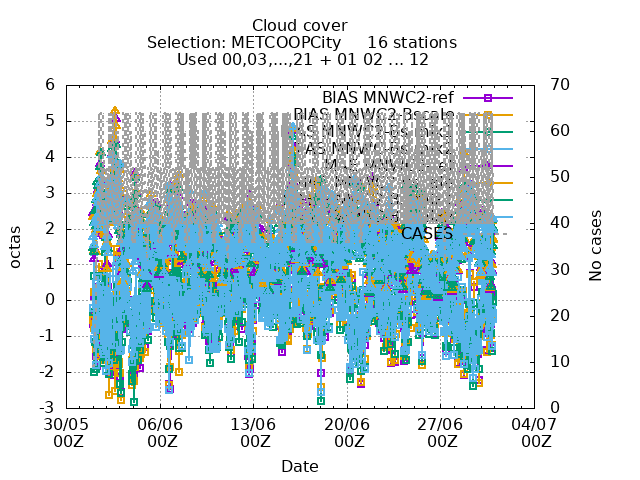 Cloud cover
Selection: METCOOPCity 16 stations
Used 00,03,...,21 + 01 02 ... 12
BIAS MNWC2-ref
BIAS MNWC2-Bscale
CASES
octas
No cases
6
5
4
3
2
1
0
-1
-2
-3
70
60
50
40
30
20
10
0
30/05 06/06 13/06 20/06 27/06 04/07
00Z 00Z 00Z 00Z 00Z 00Z
Date